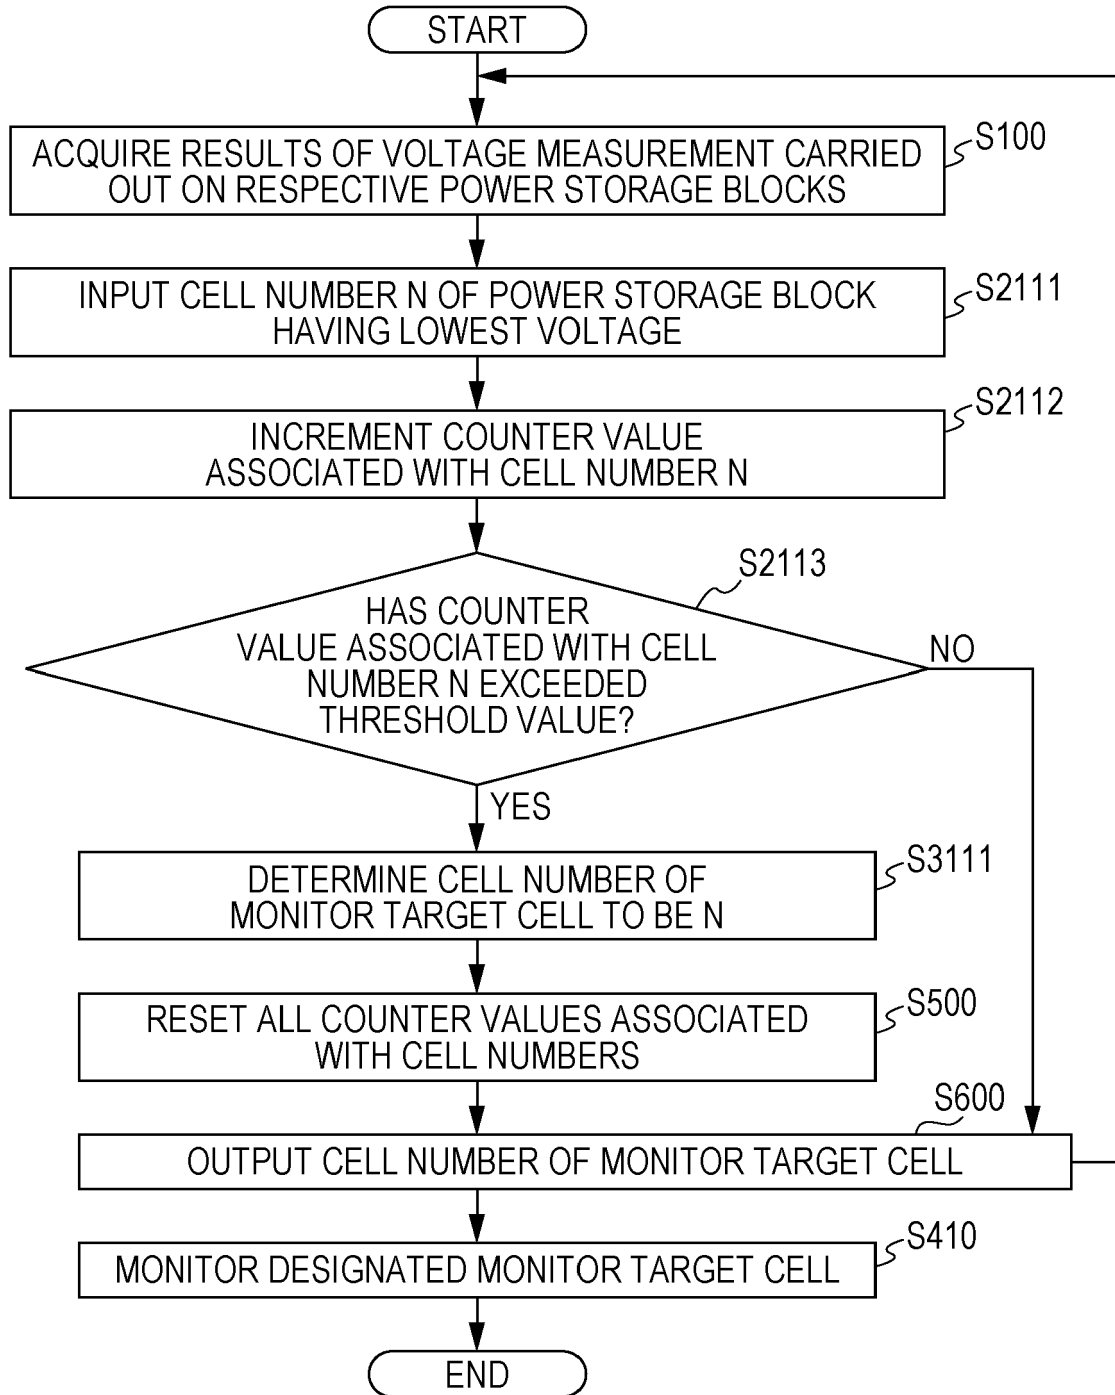 START
ACQUIRE RESULTS OF VOLTAGE MEASUREMENT CARRIED
OUT ON RESPECTIVE POWER STORAGE BLOCKS
S100
INPUT CELL NUMBER N OF POWER STORAGE BLOCK
HAVING LOWEST VOLTAGE
S2111
INCREMENT COUNTER VALUE
ASSOCIATED WITH CELL NUMBER N
S2112
S2113
HAS COUNTER
VALUE ASSOCIATED WITH CELL
NUMBER N EXCEEDED
THRESHOLD VALUE?
NO
YES
DETERMINE CELL NUMBER OF
MONITOR TARGET CELL TO BE N
S3111
RESET ALL COUNTER VALUES ASSOCIATED
WITH CELL NUMBERS
S500
S600
OUTPUT CELL NUMBER OF MONITOR TARGET CELL
MONITOR DESIGNATED MONITOR TARGET CELL
S410
END